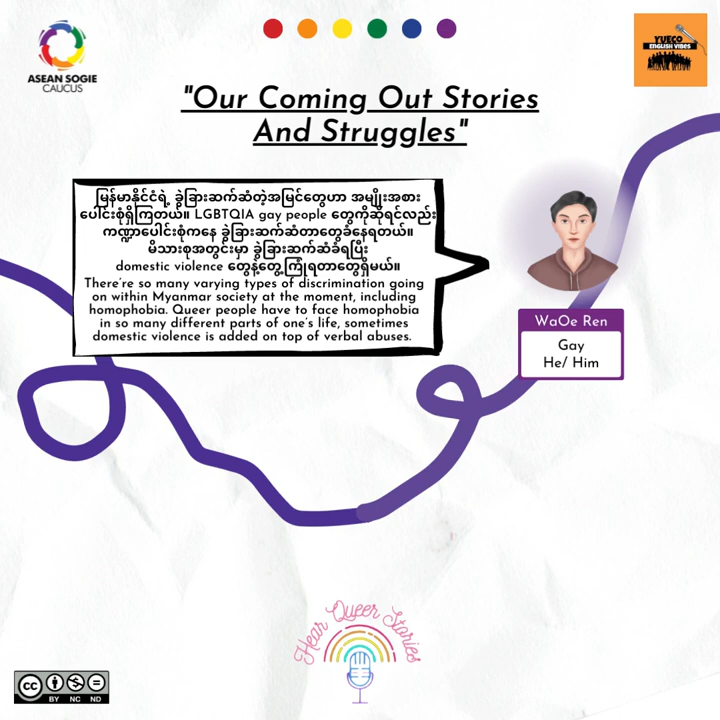 ASEAN SOGIE
CAUCUS
YUECO
ENGLISH VIBES
"Our Coming Out Stories
And Struggles"
မြန်မာနိုင်ငံရဲ့ ခွဲခြားဆက်ဆံတဲ့အမြင်တွေဟာ အမျိုးအစား
ပေါင်းစုံရှိကြတယ်။ LGBTQIA gay people တွေကိုဆိုရင်လည်း
ကဏ္ဍာပေါင်းစုံကနေ ခွဲခြားဆက်ဆံတာတွေခံနေရတယ်။
မိသားစုအတွင်းမှာ ခွဲခြားဆက်ဆံခံရပြီး
domestic violence တွေနဲ့တွေ့ကြုံရတာတွေရှိမယ်။
There're so many varying types of discrimination going
on within Myanmar society at the moment, including
homophobia. Queer people have to face homophobia
in so many different parts of one's life, sometimes
domestic violence is added on top of verbal abuses.
WaOe Ren
Gay
He/ Him
Hear Queer Stories
cc
BY NC ND